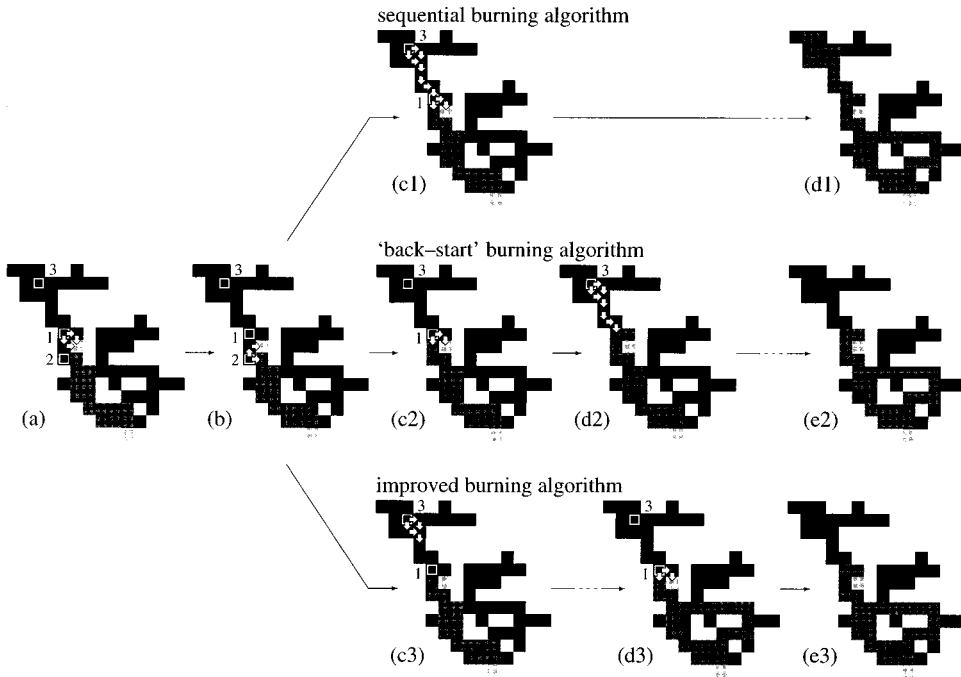 sequential burning algorithm
3
1
(c1)
(d1)
'back–start' burning algorithm
3
1
2
(a)
3
1
2
(b)
3
1
(c2)
3
(d2)
(e2)
improved burning algorithm
3
1
(c3)
3
1
(d3)
(e3)